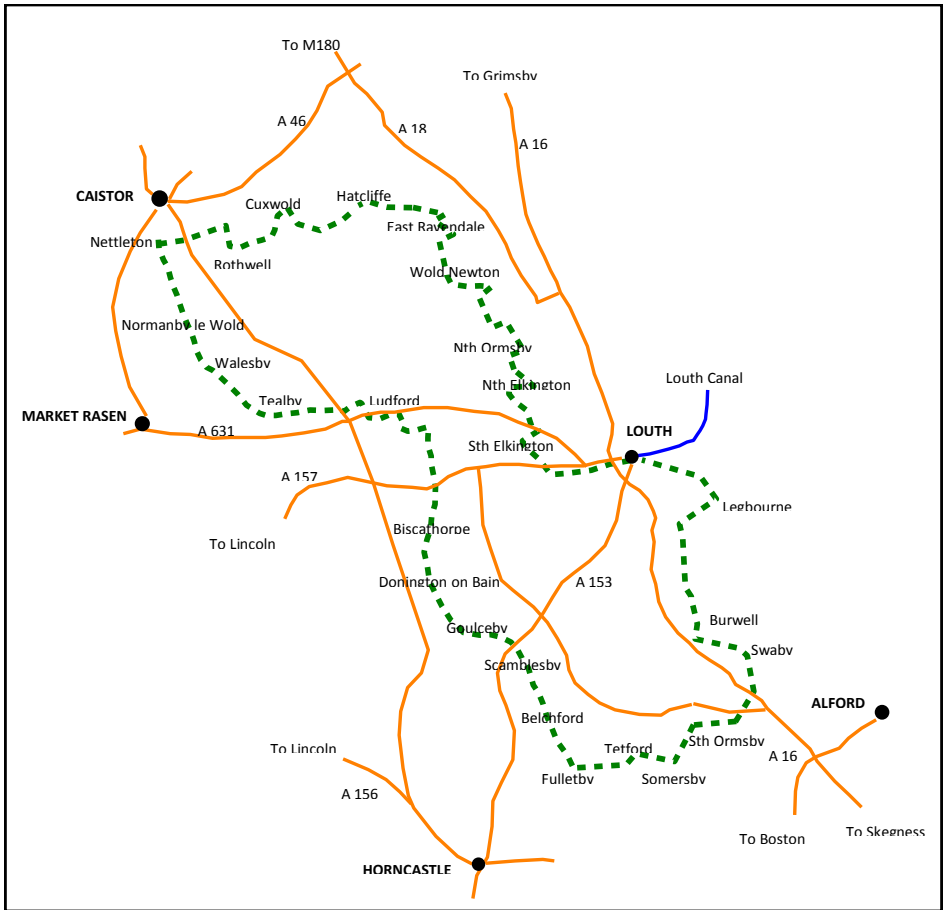 To M180
To Grimsby
A 46
A 18
A 16
CAISTOR
Cuxwold
Hatcliffe
East Ravendale
Nettleton
Rothwell
Wold Newton
Normanby le Wold
Nth Ormsby
Walesby
Nth Elkington
Louth Canal
Tealby
Ludford
MARKET RASEN
A 631
LOUTH
Sth Elkington
A 157
Legbourne
Biscathorpe
To Lincoln
Donington on Bain
A 153
Goulceby
Burwell
Swaby
Scamblesby
ALFORD
Belchford
Sth Ormsby
To Lincoln
Tetford
A 16
Fulletby
Somersby
A 156
To Boston
To Skegness
HORNCASTLE